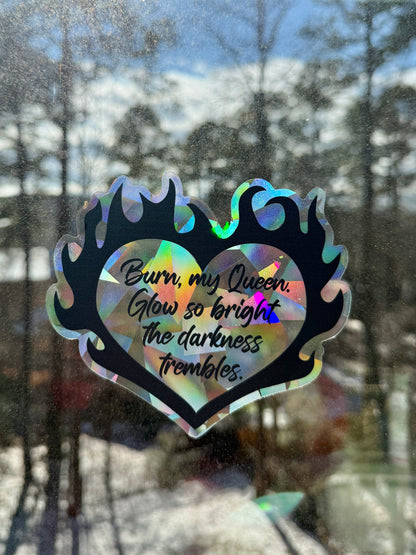 Burn, my Queen.
Glow so bright
the darkness
trembles.